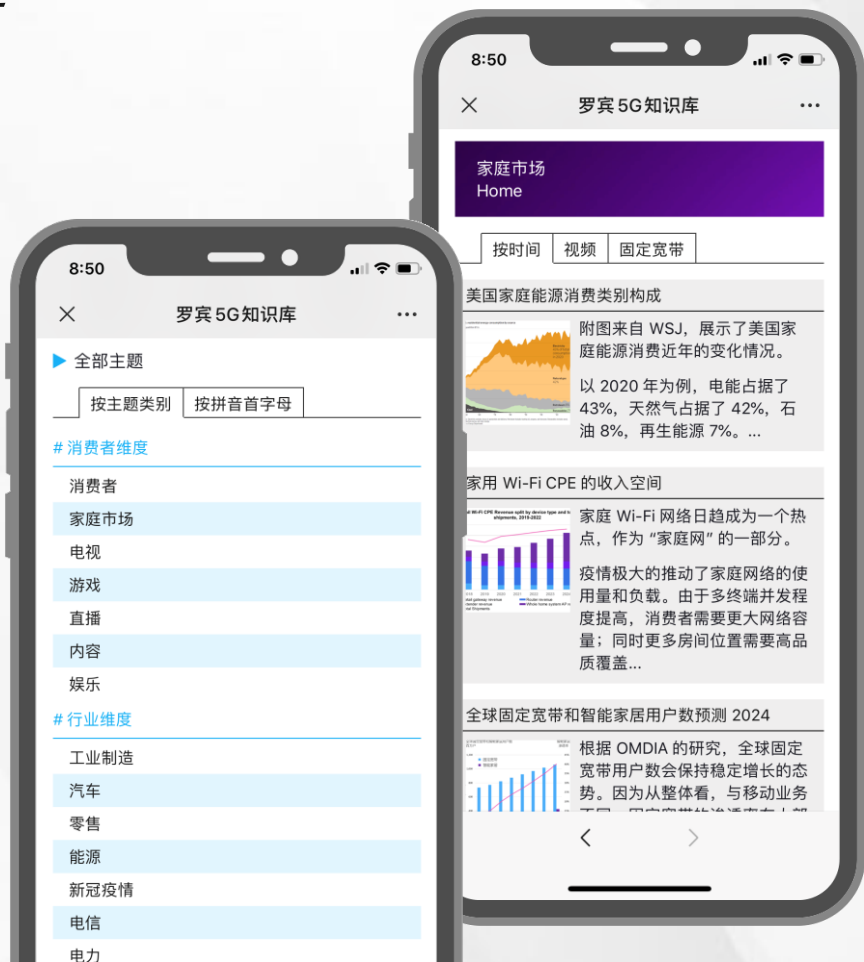 8:50
罗宾5G知识库
▶ 全部主题
按主题类别 按拼音首字母
# 消费者维度
消费者
家庭市场
电视
游戏
直播
内容
娱乐
# 行业维度
工业制造
汽车
零售
能源
新冠疫情
电信
电力
8:50
罗宾5G知识库
家庭市场
Home
按时间 视频 固定宽带
美国家庭能源消费类别构成
附图来自 WSJ，展示了美国家
庭能源消费近年的变化情况。
以 2020 年为例，电能占据了
43%，天然气占据了 42%，石
油 8%，再生能源 7%。...
家用 Wi-Fi CPE 的收入空间
家庭 Wi-Fi 网络日趋成为一个热
点，作为 “家庭网” 的一部分。
疫情极大的推动了家庭网络的使
用量和负载。由于多终端并发程
度提高，消费者需要更大网络容
量；同时更多房间位置需要高品
质覆盖...
全球固定宽带和智能家居用户数预测 2024
根据 OMDIA 的研究，全球固定
宽带用户数会保持稳定增长的态
势。因为从整体看，与移动业务